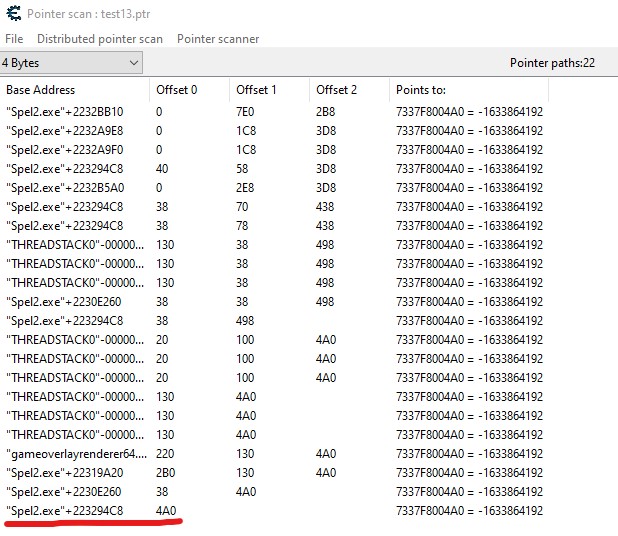 Pointer scan : test13.ptr
File Distributed pointer scan Pointer scanner
4 Bytes Pointer paths:22
Base Address Offset 0 Offset 1 Offset 2 Points to:
"Spel2.exe"+2232BB10 0 7E0 2B8 7337F8004A0 = -1633864192
"Spel2.exe"+2232A9E8 0 1C8 3D8 7337F8004A0 = -1633864192
"Spel2.exe"+2232A9F0 0 1C8 3D8 7337F8004A0 = -1633864192
"Spel2.exe"+223294C8 40 58 3D8 7337F8004A0 = -1633864192
"Spel2.exe"+2232B5A0 0 2E8 3D8 7337F8004A0 = -1633864192
"Spel2.exe"+223294C8 38 70 438 7337F8004A0 = -1633864192
"Spel2.exe"+223294C8 38 78 438 7337F8004A0 = -1633864192
"THREADSTACK0"-00000... 130 38 498 7337F8004A0 = -1633864192
"THREADSTACK0"-00000... 130 38 498 7337F8004A0 = -1633864192
"THREADSTACK0"-00000... 130 38 498 7337F8004A0 = -1633864192
"Spel2.exe"+2230E260 38 38 498 7337F8004A0 = -1633864192
"Spel2.exe"+223294C8 38 498 7337F8004A0 = -1633864192
"THREADSTACK0"-00000... 20 100 4A0 7337F8004A0 = -1633864192
"THREADSTACK0"-00000... 20 100 4A0 7337F8004A0 = -1633864192
"THREADSTACK0"-00000... 20 100 4A0 7337F8004A0 = -1633864192
"THREADSTACK0"-00000... 130 4A0 7337F8004A0 = -1633864192
"THREADSTACK0"-00000... 130 4A0 7337F8004A0 = -1633864192
"THREADSTACK0"-00000... 130 4A0 7337F8004A0 = -1633864192
"gameoverlayrenderer64.... 220 130 4A0 7337F8004A0 = -1633864192
"Spel2.exe"+22319A20 2B0 130 4A0 7337F8004A0 = -1633864192
"Spel2.exe"+2230E260 38 4A0 7337F8004A0 = -1633864192
"Spel2.exe"+223294C8 4A0 7337F8004A0 = -1633864192